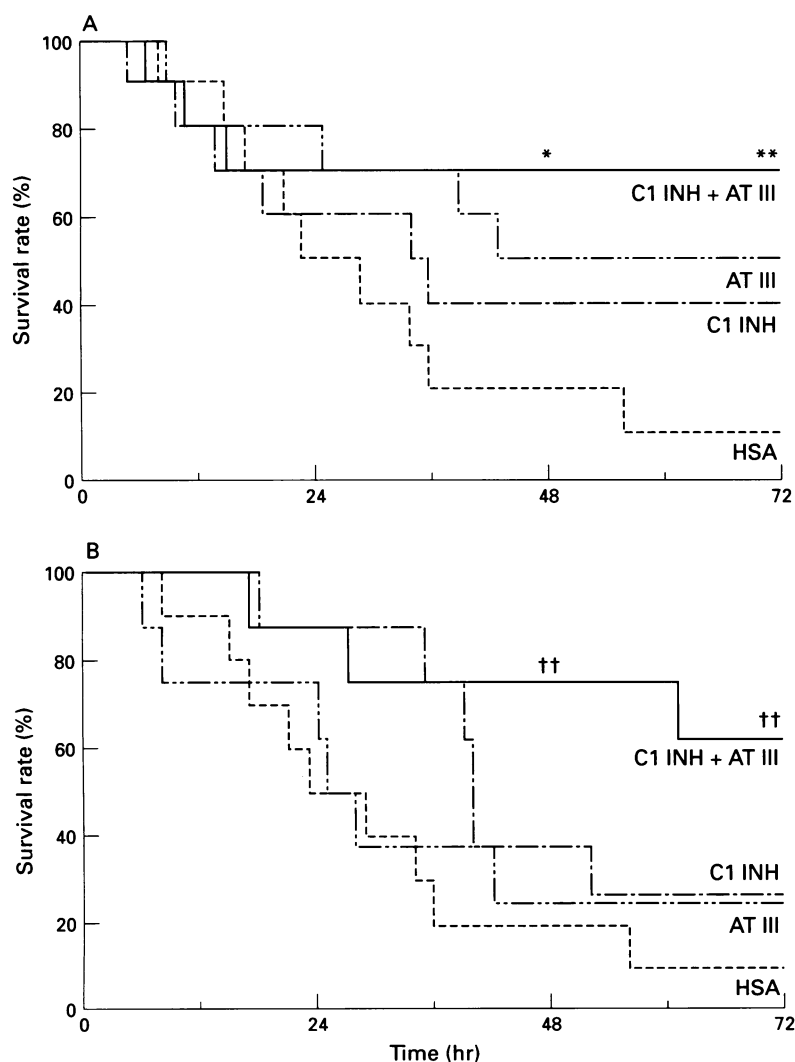 A
100
80
60
40
20
0
Survival rate (%)
*
**
C1 INH + AT III
AT III
C1 INH
HSA
0
24
48
72
B
100
80
60
40
20
0
Survival rate (%)
††
††
C1 INH + AT III
C1 INH
AT III
HSA
0
24
48
72
Time (hr)